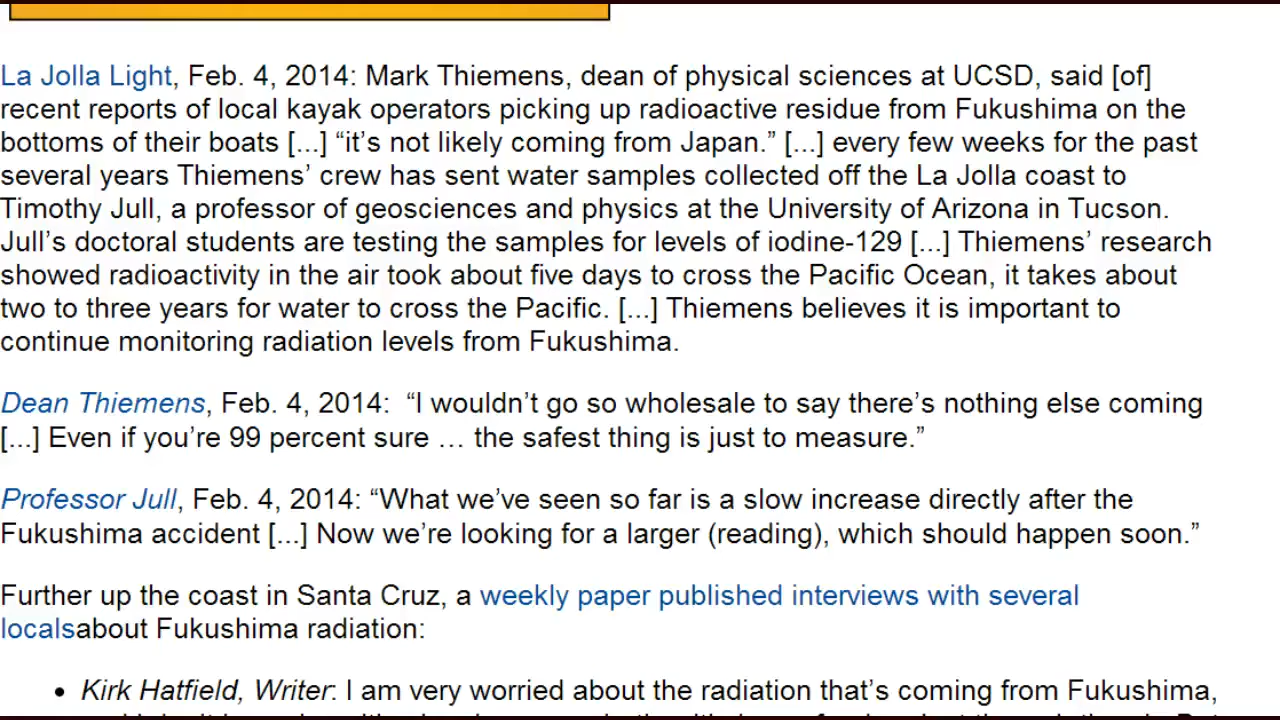 La Jolla Light, Feb. 4, 2014: Mark Thiemens, dean of physical sciences at UCSD, said [of]
recent reports of local kayak operators picking up radioactive residue from Fukushima on the
bottoms of their boats [...] “it’s not likely coming from Japan.” [...] every few weeks for the past
several years Thiemens’ crew has sent water samples collected off the La Jolla coast to
Timothy Jull, a professor of geosciences and physics at the University of Arizona in Tucson.
Jull’s doctoral students are testing the samples for levels of iodine-129 [...] Thiemens’ research
showed radioactivity in the air took about five days to cross the Pacific Ocean, it takes about
two to three years for water to cross the Pacific. [...] Thiemens believes it is important to
continue monitoring radiation levels from Fukushima.
Dean Thiemens, Feb. 4, 2014: “I wouldn’t go so wholesale to say there’s nothing else coming
[...] Even if you’re 99 percent sure … the safest thing is just to measure.”
Professor Jull, Feb. 4, 2014: “What we’ve seen so far is a slow increase directly after the
Fukushima accident [...] Now we’re looking for a larger (reading), which should happen soon.”
Further up the coast in Santa Cruz, a weekly paper published interviews with several
localsabout Fukushima radiation:
• Kirk Hatfield, Writer: I am very worried about the radiation that’s coming from Fukushima,